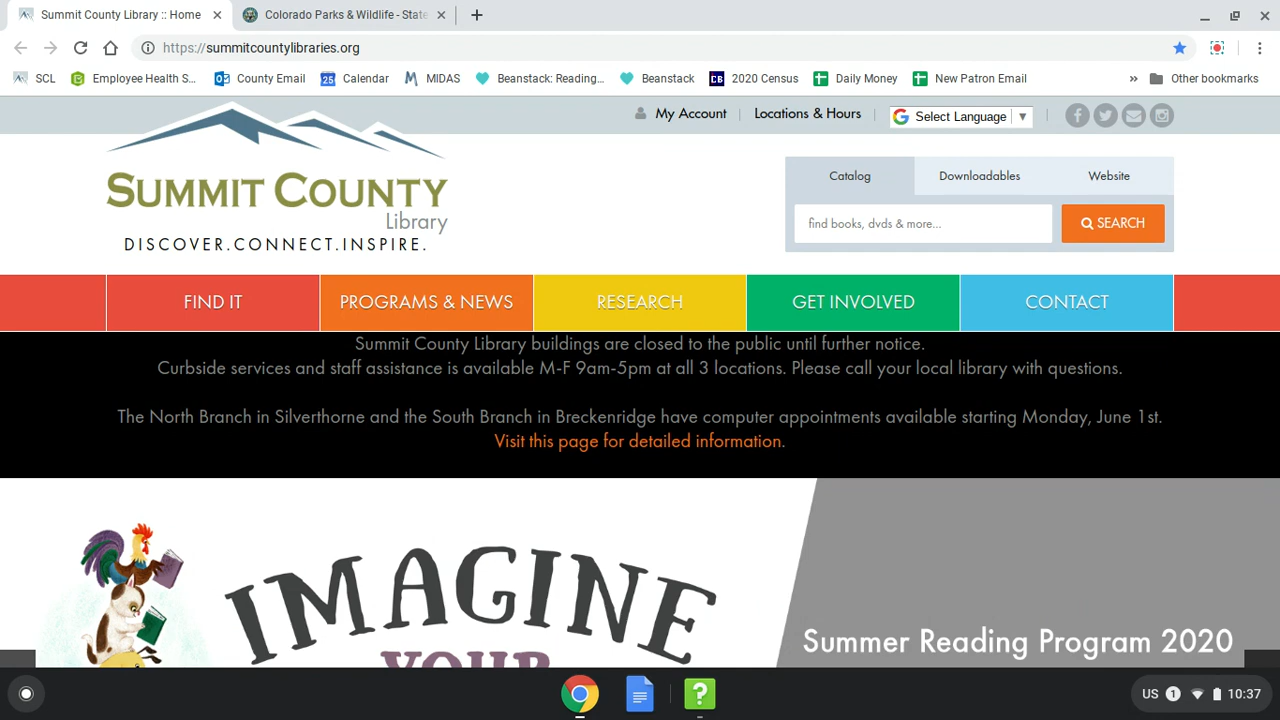 Summit County Library :: Home
Colorado Parks & Wildlife - State
https://summitcountylibraries.org
SCL
Employee Health S...
County Email
25
Calendar
MIDAS
Beanstack: Reading...
Beanstack
CB
2020 Census
Daily Money
New Patron Email
»
Other bookmarks
My Account
Locations & Hours
Select Language
SUMMIT COUNTY
Library
DISCOVER.CONNECT.INSPIRE.
Catalog
Downloadables
Website
find books, dvds & more...
SEARCH
FIND IT
PROGRAMS & NEWS
RESEARCH
GET INVOLVED
CONTACT
Summit County Library buildings are closed to the public until further notice.
Curbside services and staff assistance is available M-F 9am-5pm at all 3 locations. Please call your local library with questions.
The North Branch in Silverthorne and the South Branch in Breckenridge have computer appointments available starting Monday, June 1st.
Visit this page for detailed information.
IMAGINE
YOUR
Summer Reading Program 2020
US 1 10:37